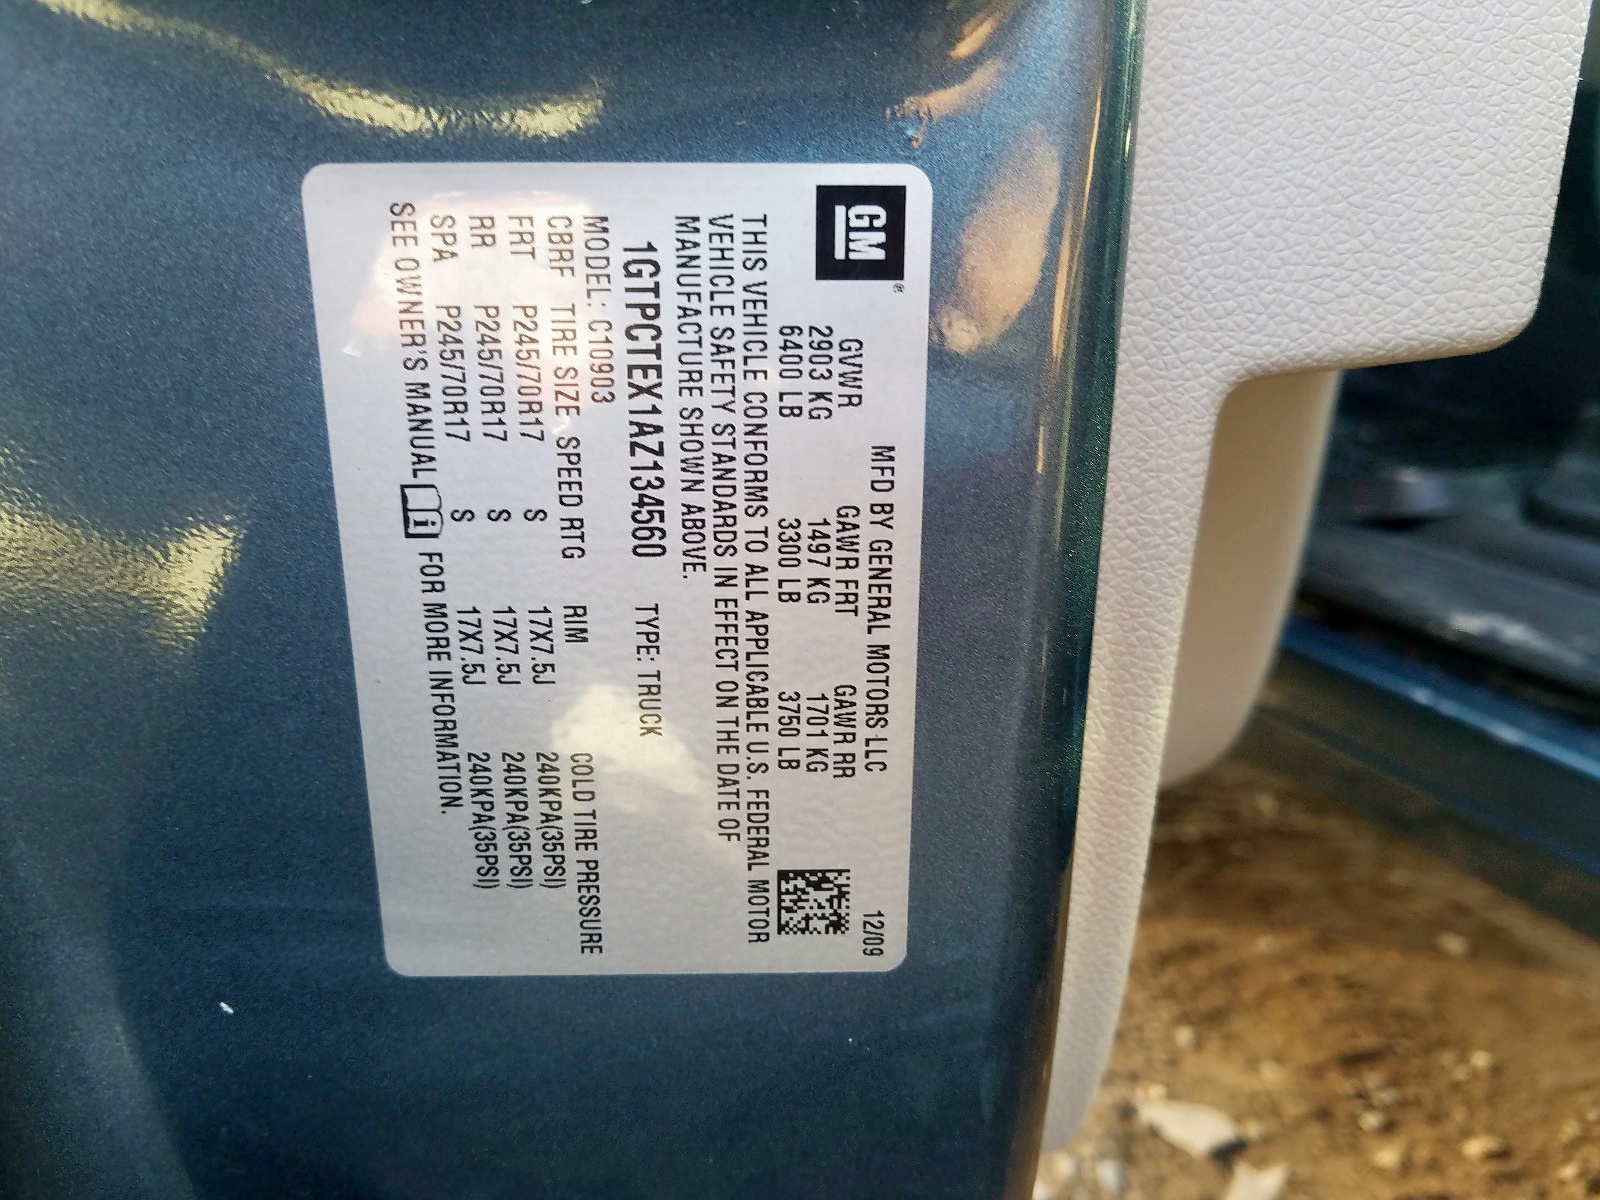 GM®
MFD BY GENERAL MOTORS LLC 12/09
GVWR GAWR FRT GAWR RR
2903 KG 1497 KG 1701 KG
6400 LB 3300 LB 3750 LB
THIS VEHICLE CONFORMS TO ALL APPLICABLE U.S. FEDERAL MOTOR
VEHICLE SAFETY STANDARDS IN EFFECT ON THE DATE OF
MANUFACTURE SHOWN ABOVE.
1GTPCTEX1AZ134560 TYPE: TRUCK
MODEL: C10903
CBRF TIRE SIZE SPEED RTG RIM COLD TIRE PRESSURE
FRT P245/70R17 S 17X7.5J 240KPA(35PSI)
RR P245/70R17 S 17X7.5J 240KPA(35PSI)
SPA P245/70R17 S 17X7.5J 240KPA(35PSI)
SEE OWNER'S MANUAL i FOR MORE INFORMATION.